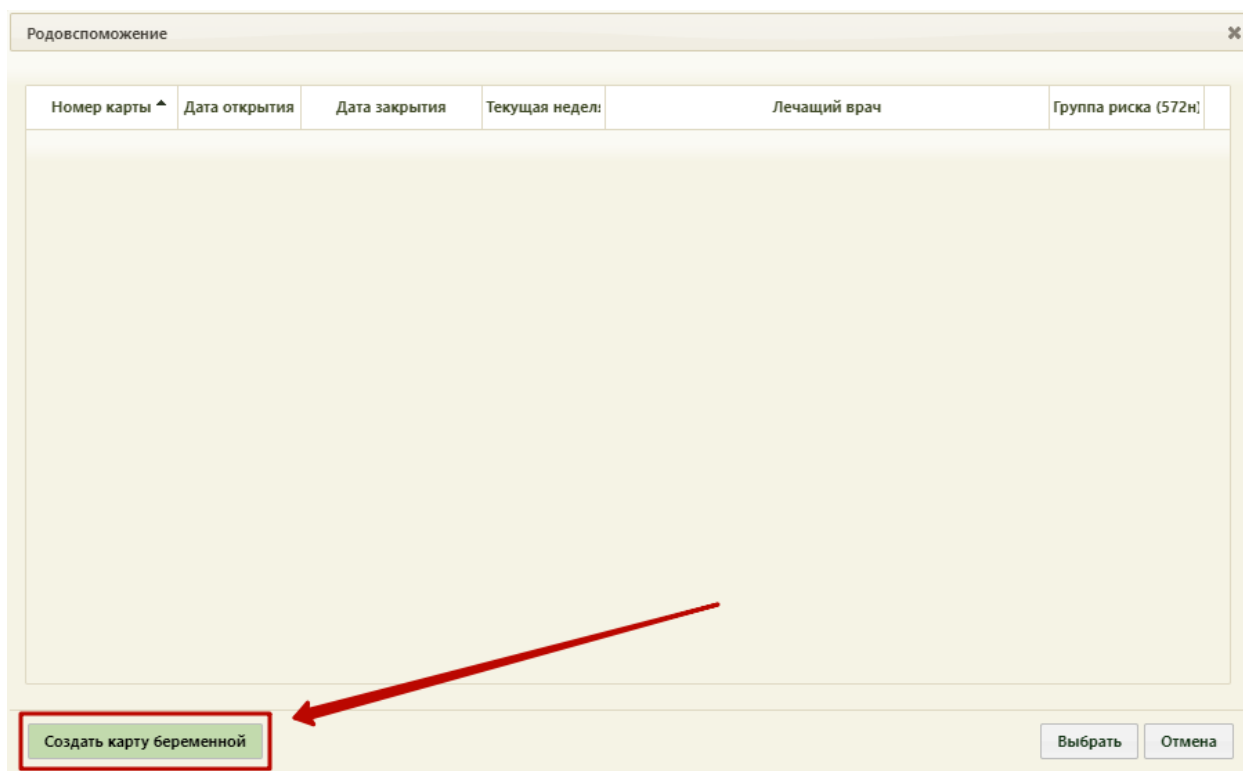 Родовспоможение
Номер карты Дата открытия Дата закрытия Текущая недел Лечащий врач Группа риска (572н)
Создать карту беременной Выбрать Отмена